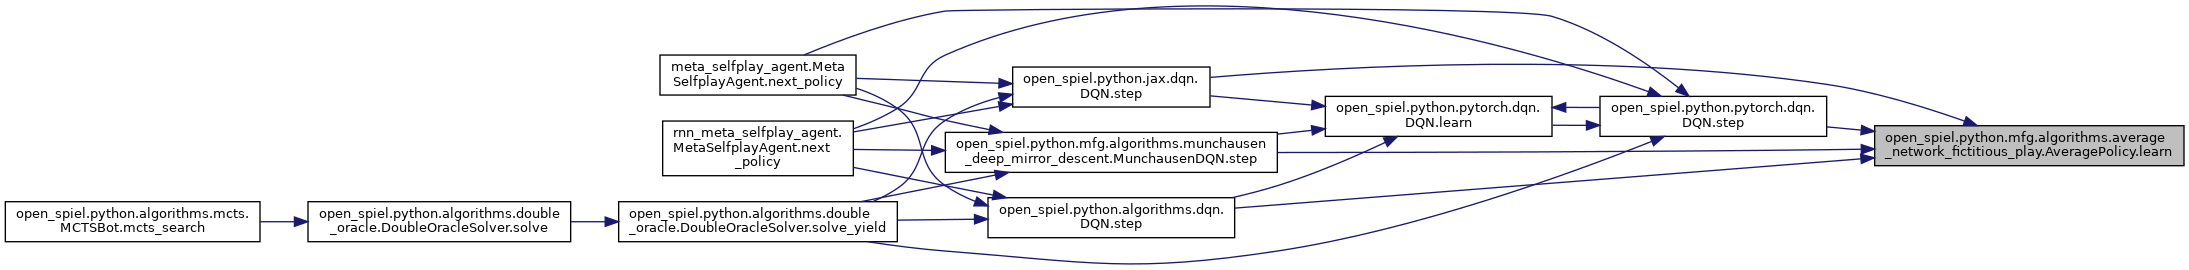 meta_selfplay_agent.Meta
SelfplayAgent.next_policy
rnn_meta_selfplay_agent.
MetaSelfplayAgent.next
_policy
open_spiel.python.algorithms.mcts.
MCTSBot.mcts_search
open_spiel.python.algorithms.double
_oracle.DoubleOracleSolver.solve
open_spiel.python.algorithms.double
_oracle.DoubleOracleSolver.solve_yield
open_spiel.python.jax.dqn.
DQN.step
open_spiel.python.mfg.algorithms.munchausen
_deep_mirror_descent.MunchausenDQN.step
open_spiel.python.algorithms.dqn.
DQN.step
open_spiel.python.pytorch.dqn.
DQN.learn
open_spiel.python.pytorch.dqn.
DQN.step
open_spiel.python.mfg.algorithms.average
_network_fictitious_play.AveragePolicy.learn